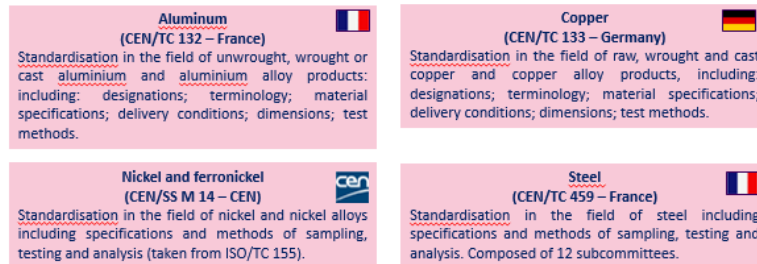 Aluminum
(CEN/TC 132 – France)
Standardisation in the field of unwrought, wrought or
cast aluminium and aluminium alloy products:
including: designations; terminology; material
specifications; delivery conditions; dimensions; test
methods.
Copper
(CEN/TC 133 – Germany)
Standardisation in the field of raw, wrought and cast
copper and copper alloy products, including:
designations; terminology; material specifications;
delivery conditions; dimensions; test methods.
Nickel and ferronickel
(CEN/SS M 14 – CEN)
cen
Standardisation in the field of nickel and nickel alloys
including specifications and methods of sampling,
testing and analysis (taken from ISO/TC 155).
Steel
(CEN/TC 459 – France)
Standardisation in the field of steel including
specifications and methods of sampling, testing and
analysis. Composed of 12 subcommittees.